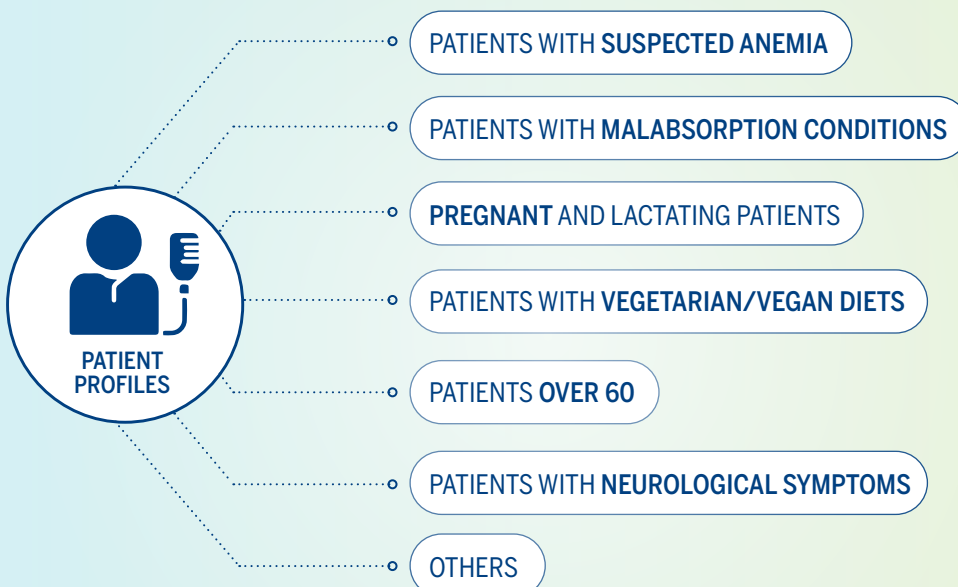 PATIENTS WITH SUSPECTED ANEMIA
PATIENTS WITH MALABSORPTION CONDITIONS
PREGNANT AND LACTATING PATIENTS
PATIENTS WITH VEGETARIAN/VEGAN DIETS
PATIENT
PROFILES
PATIENTS OVER 60
PATIENTS WITH NEUROLOGICAL SYMPTOMS
OTHERS